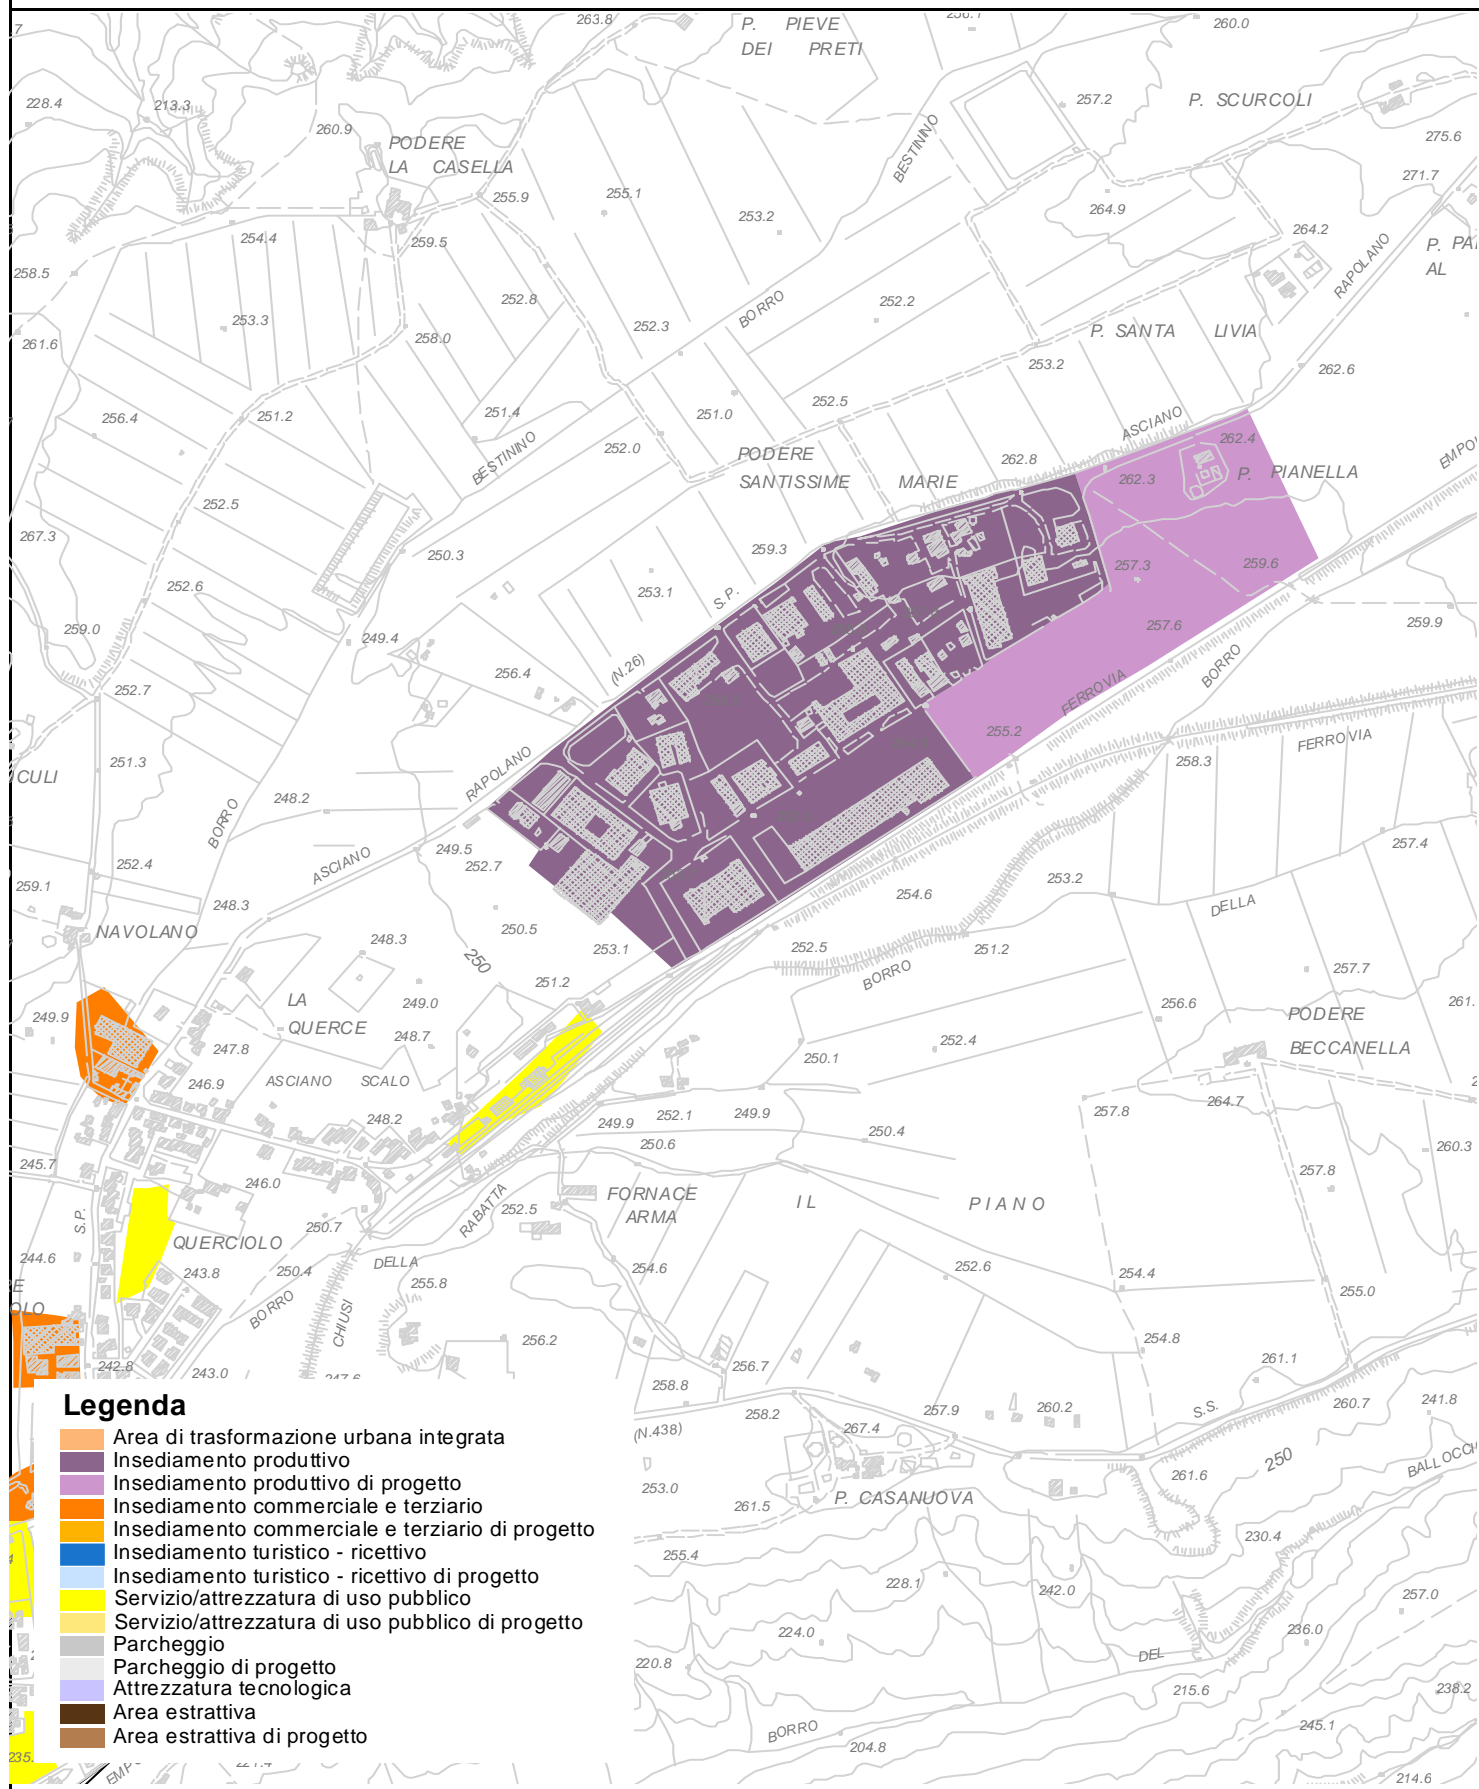 263.8
P. PIEVE
DEI PRETI
260.0
228.4
213.3
257.2
P. SCURCOLI
260.9
PODERE
LA CASELLA
BESTININO
275.6
255.9
255.1
253.2
264.9
271.7
254.4
259.5
264.2
P. PA
AL
258.5
RAPOLANO
252.8
BORRO
252.2
253.3
258.0
252.3
P. SANTA LIVIA
261.6
253.2
262.6
256.4
251.2
251.4
251.0
252.5
ASCIANO
BESTININO
252.0
PODERE
SANTISSIME MARIE
262.8
262.4
EMPO
262.3
P. PIANELLA
252.5
267.3
250.3
259.3
257.3
259.6
252.6
253.1
S.P.
259.0
249.4
257.6
259.9
256.4
(N.26)
BORRO
252.7
FERROVIA
255.2
FERROVIA
251.3
CULI
RAPOLANO
258.3
248.2
BORRO
257.4
252.4
249.5
252.7
ASCIANO
259.1
254.6
253.2
DELLA
248.3
NAVOLANO
248.3
250.5
253.1
252.5
251.2
250
BORRO
251.2
257.7
249.9
LA
QUERCE
249.0
256.6
261.
PODERE
BECCANELLA
247.8
248.7
250.1
252.4
246.9
ASCIANO SCALO
248.2
249.9
252.1
249.9
257.8
264.7
250.6
250.4
260.3
245.7
246.0
257.8
FORNACE
ARMA
IL PIANO
RABATTA
252.5
S.P.
250.7
QUERCIOLO
244.6
243.8
250.4
DELLA
255.8
254.6
252.6
254.4
255.0
OLO
BORRO
CHIUSI
256.2
254.8
242.8
243.0
256.7
261.1
258.8
258.2
257.9
260.2
S.S.
260.7
241.8
(N.438)
267.4
250
BALLOCCI
253.0
261.5
P. CASANUOVA
261.6
230.4
255.4
228.1
242.0
257.0
224.0
236.0
220.8
DEL
215.6
238.2
BORRO
204.8
245.1
214.6
235.
EMP
Legenda
Area di trasformazione urbana integrata
Insediamento produttivo
Insediamento produttivo di progetto
Insediamento commerciale e terziario
Insediamento commerciale e terziario di progetto
Insediamento turistico - ricettivo
Insediamento turistico - ricettivo di progetto
Servizio/attrezzatura di uso pubblico
Servizio/attrezzatura di uso pubblico di progetto
Parcheggio
Parcheggio di progetto
Attrezzatura tecnologica
Area estrattiva
Area estrattiva di progetto